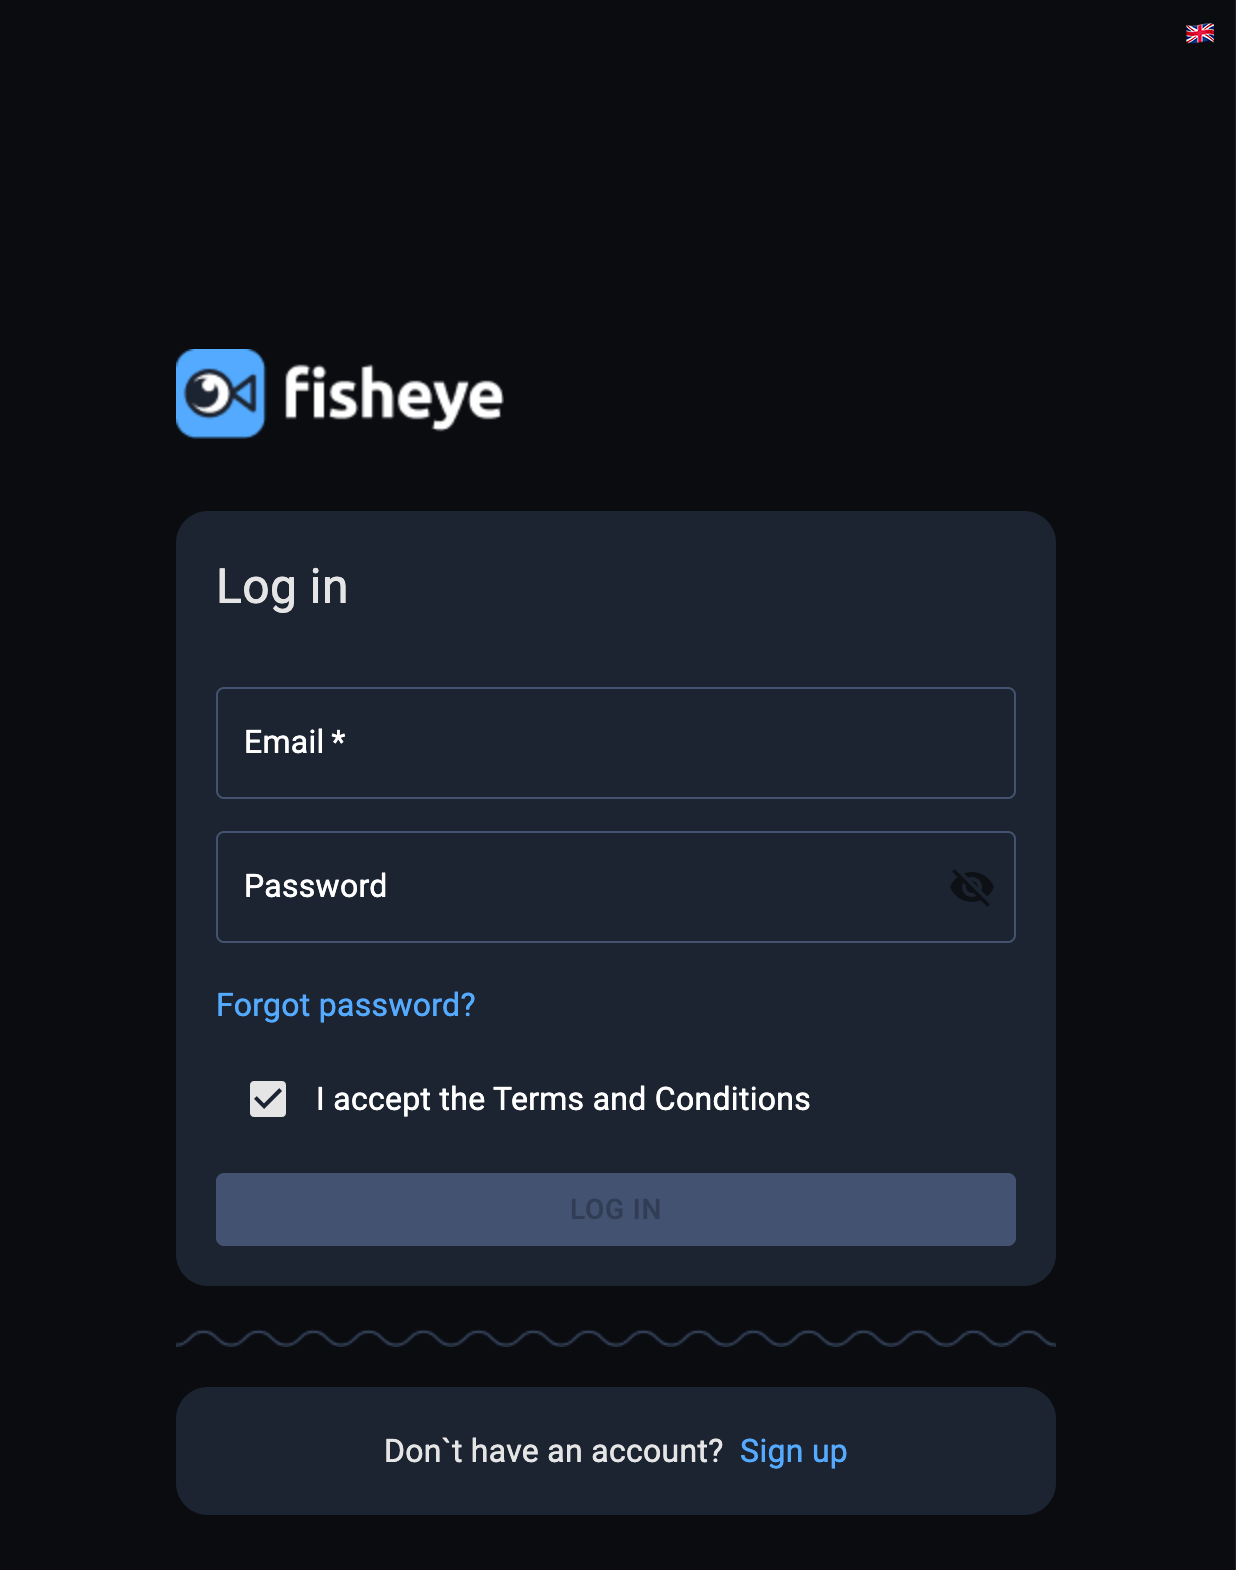 fisheye
Log in
Email *
Password
Forgot password?
I accept the Terms and Conditions
LOG IN
Don`t have an account? Sign up